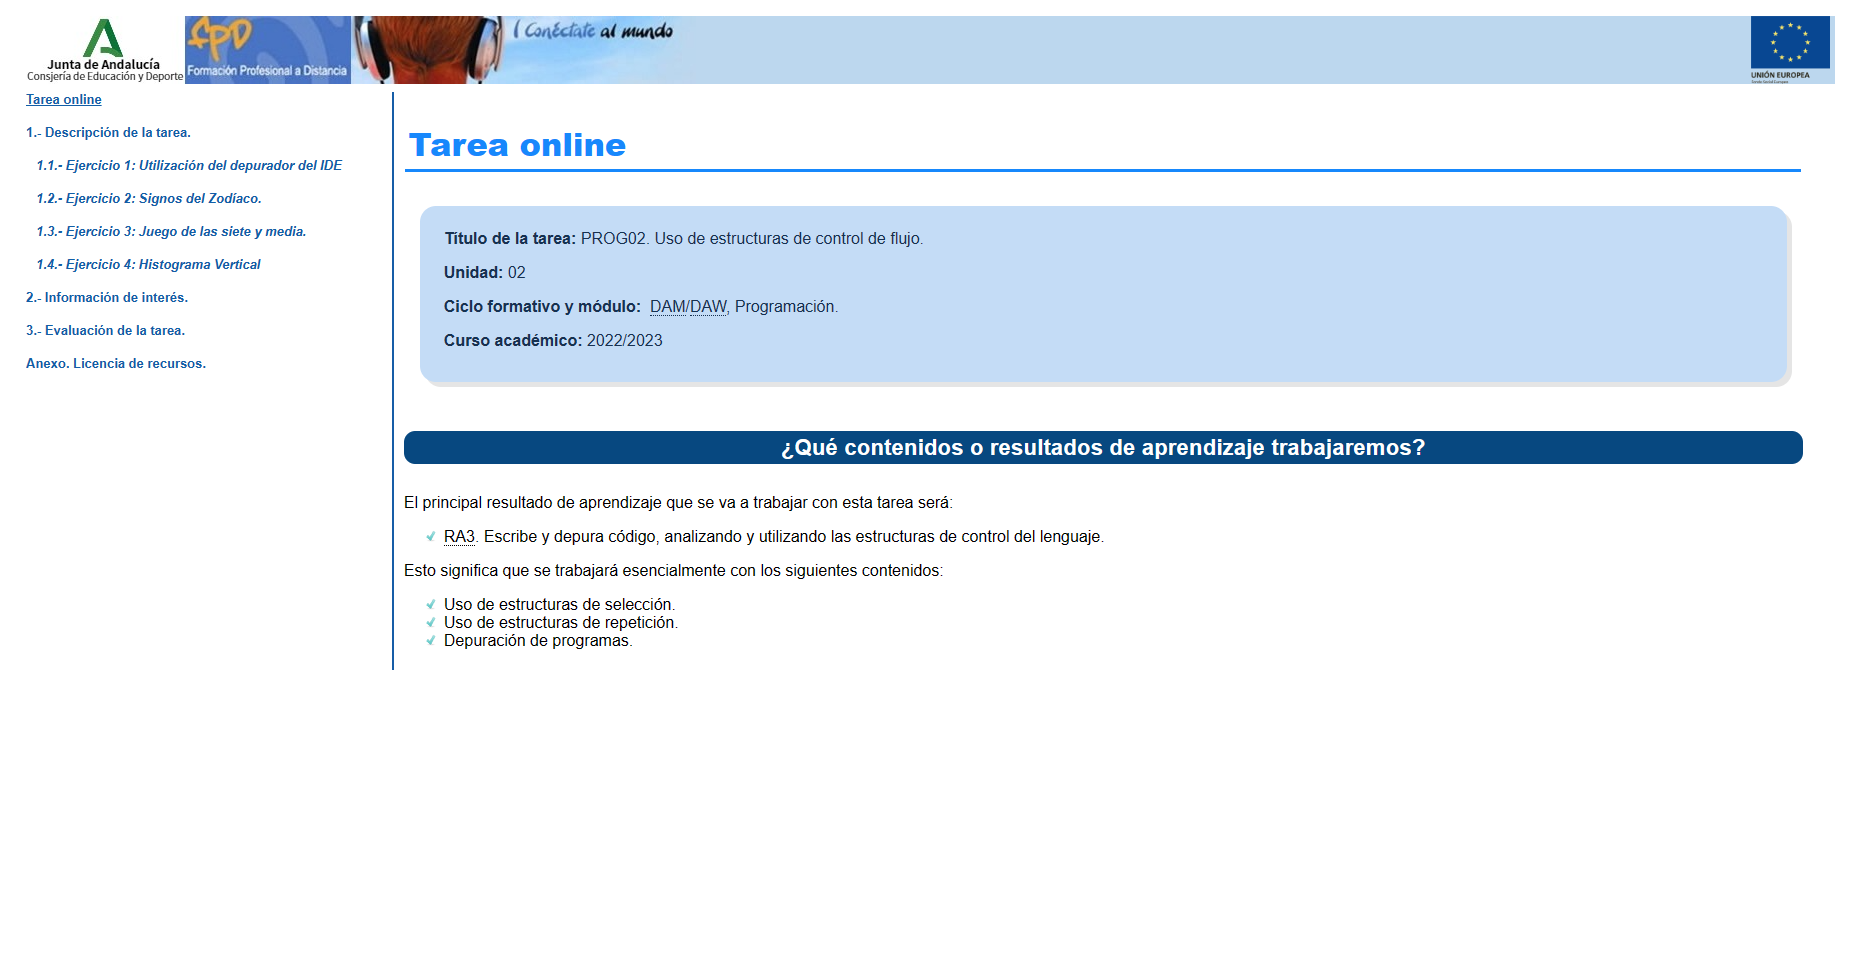 Junta de Andalucía
Consejería de Educación y Deporte
fpD
Formación Profesional a Distancia
Conéctate al mundo
UNIÓN EUROPEA
Fondo Social Europeo
Tarea online
1.- Descripción de la tarea.
1.1.- Ejercicio 1: Utilización del depurador del IDE
1.2.- Ejercicio 2: Signos del Zodíaco.
1.3.- Ejercicio 3: Juego de las siete y media.
1.4.- Ejercicio 4: Histograma Vertical
2.- Información de interés.
3.- Evaluación de la tarea.
Anexo. Licencia de recursos.
Tarea online
Título de la tarea: PROG02. Uso de estructuras de control de flujo.
Unidad: 02
Ciclo formativo y módulo: DAM/DAW, Programación.
Curso académico: 2022/2023
¿Qué contenidos o resultados de aprendizaje trabajaremos?
El principal resultado de aprendizaje que se va a trabajar con esta tarea será:
RA3. Escribe y depura código, analizando y utilizando las estructuras de control del lenguaje.
Esto significa que se trabajará esencialmente con los siguientes contenidos:
Uso de estructuras de selección.
Uso de estructuras de repetición.
Depuración de programas.